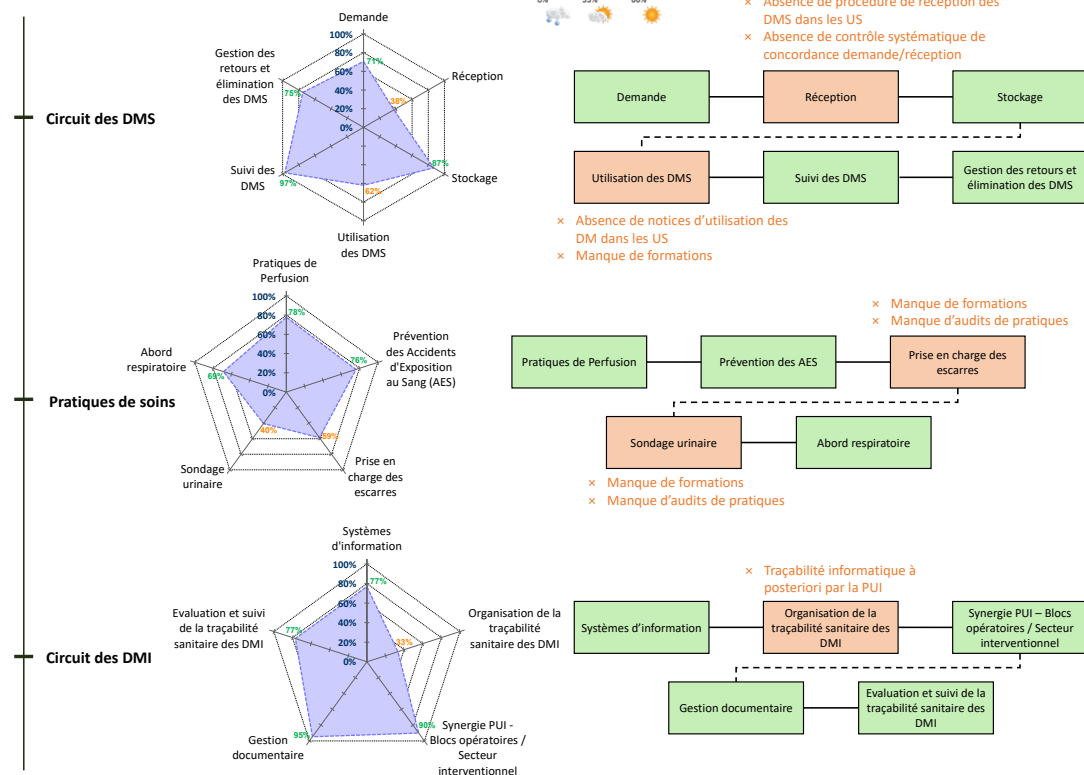 0%
33%
66%
× Absence de procédure de réception des
DMS dans les US
× Absence de contrôle systématique de
concordance demande/réception
Circuit des DMS
Demande
100%
80%
60%
40%
20%
0%
71%
Réception
38%
Stockage
87%
Utilisation
des DMS
62%
Suivi des
DMS
97%
Gestion des
retours et
élimination
des DMS
75%
Demande
Réception
Stockage
Utilisation des DMS
Suivi des DMS
Gestion des retours et
élimination des DMS
× Absence de notices d'utilisation des
DM dans les US
× Manque de formations
Pratiques de soins
Pratiques de
Perfusion
100%
80%
60%
40%
20%
0%
78%
Prévention
des Accidents
d'Exposition
au Sang (AES)
76%
Prise en
charge des
escarres
59%
Sondage
urinaire
40%
Abord
respiratoire
69%
× Manque de formations
× Manque d'audits de pratiques
Pratiques de Perfusion
Prévention des AES
Prise en charge des
escarres
Sondage urinaire
Abord respiratoire
× Manque de formations
× Manque d'audits de pratiques
Circuit des DMI
Systèmes
d'information
100%
80%
60%
40%
20%
0%
77%
Organisation de la
traçabilité
sanitaire des DMI
33%
Synergie PUI -
Blocs opératoires /
Secteur
interventionnel
90%
Gestion
documentaire
95%
Evaluation et suivi
de la traçabilité
sanitaire des DMI
77%
× Traçabilité informatique à
posteriori par la PUI
Systèmes d'information
Organisation de la
traçabilité sanitaire des
DMI
Synergie PUI – Blocs
opératoires / Secteur
interventionnel
Gestion documentaire
Evaluation et suivi de la
traçabilité sanitaire des
DMI